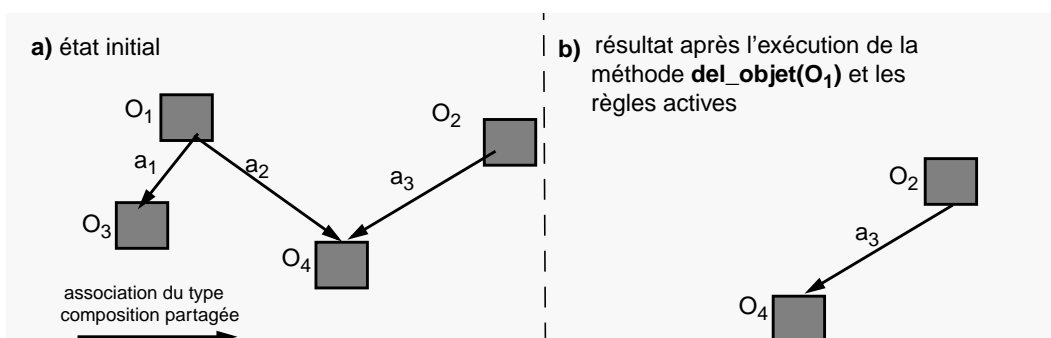 a) état initial
O1
O2
a1
a2
a3
O3
O4
association du type
composition partagée
b) résultat après l'exécution de la
méthode del_objet(O1) et les
règles actives
O2
a3
O4